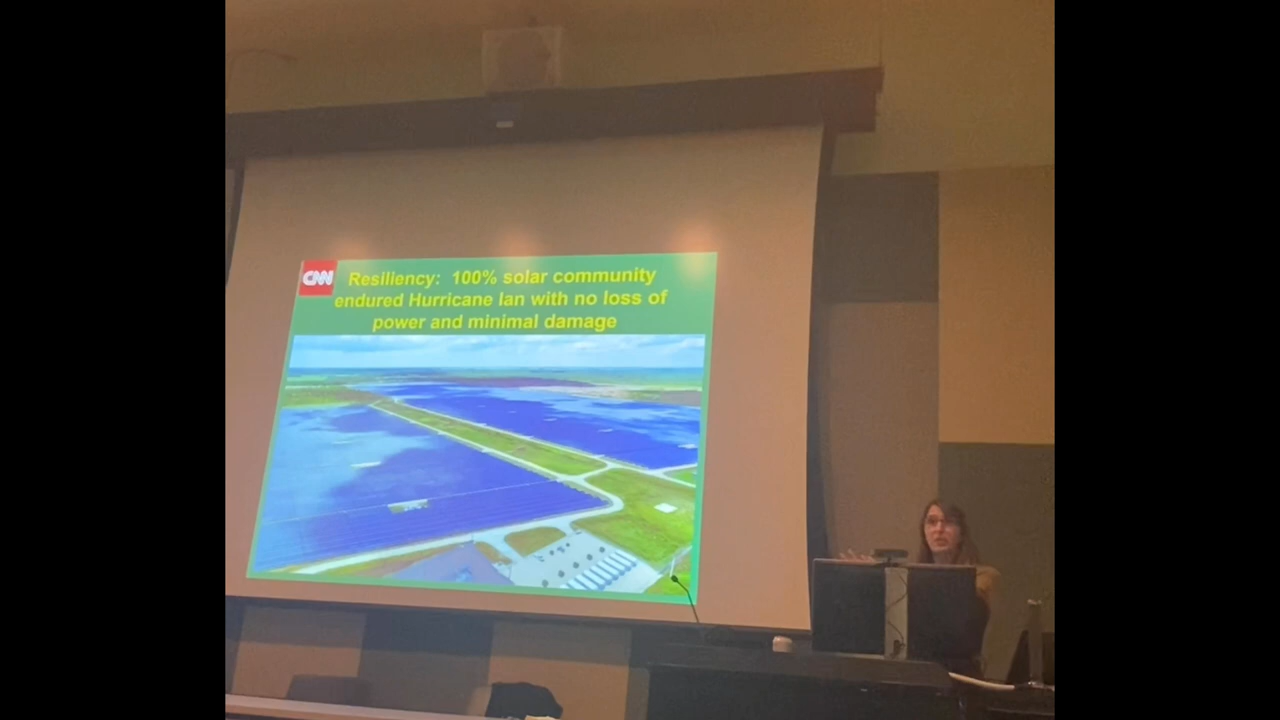 CNN
Resiliency: 100% solar community
endured Hurricane Ian with no loss of
power and minimal damage